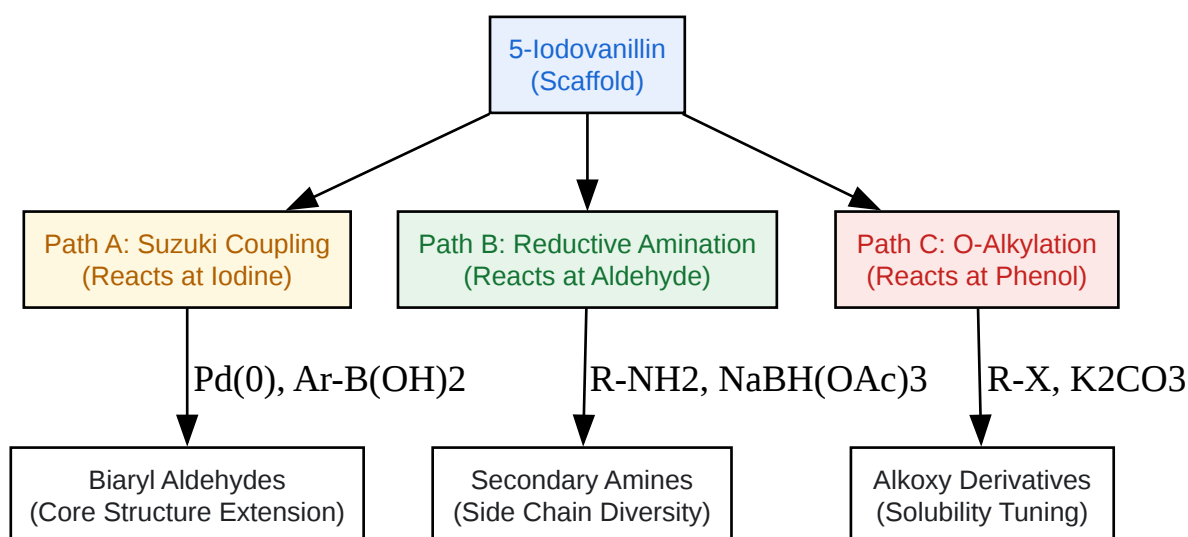 5-Iodovanillin
(Scaffold)
Path A: Suzuki Coupling
(Reacts at Iodine)
Path B: Reductive Amination
(Reacts at Aldehyde)
Path C: O-Alkylation
(Reacts at Phenol)
Pd(0), Ar-B(OH)2
R-NH2, NaBH(OAc)3
R-X, K2CO3
Biaryl Aldehydes
(Core Structure Extension)
Secondary Amines
(Side Chain Diversity)
Alkoxy Derivatives
(Solubility Tuning)